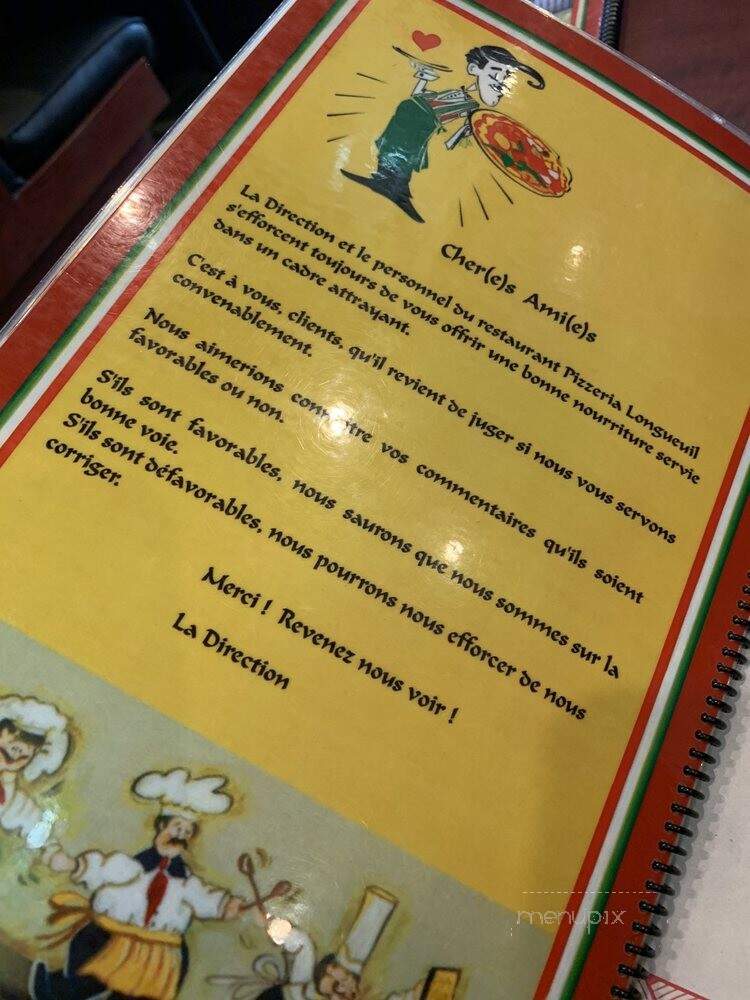 Cher(e)s Ami(e)s
La Direction et le personnel du restaurant Pizzeria Longueuil
s'efforcent toujours de vous offrir une bonne nourriture servie
dans un cadre attrayant.
C'est à vous, clients, qu'il revient de juger si nous vous servons
convenablement.
Nous aimerions connaître vos commentaires qu'ils soient
favorables ou non.
S'ils sont favorables, nous saurons que nous sommes sur la
bonne voie.
S'ils sont défavorables, nous pourrons nous efforcer de nous
corriger.
Merci ! Revenez nous voir !
La Direction
menupix